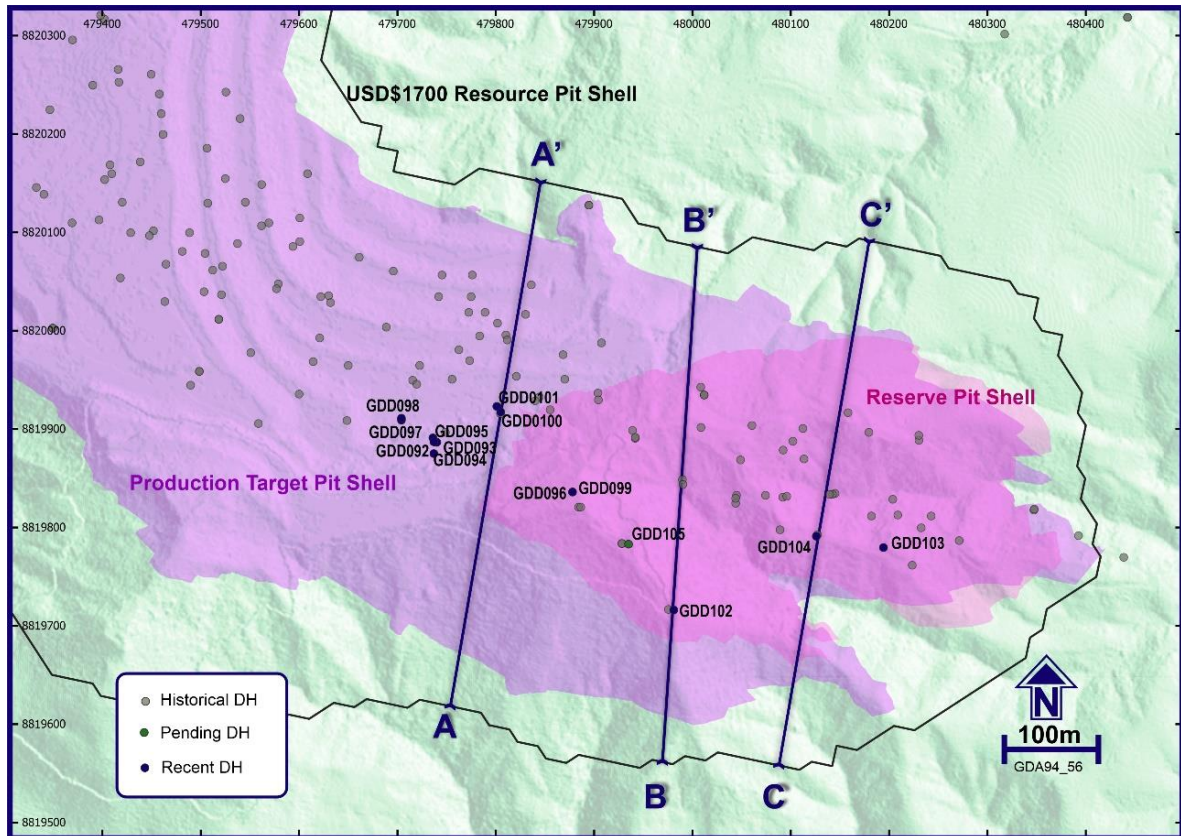 479400 479500 479600 479700 479800 479900 480000 480100 480200 480300 480400
8820300
USD$1700 Resource Pit Shell
8820200
A’
B’
C’
8820100
8820000
GDD0101
GDD098
GDD0100
Reserve Pit Shell
8819900
GDD097
GDD095
GDD092
GDD093
GDD094
Production Target Pit Shell
GDD096
GDD099
8819800
GDD105
GDD104
GDD103
GDD102
8819700
Historical DH
Pending DH
Recent DH
8819600
A
B
C
N
100m
GDA94_56
8819500